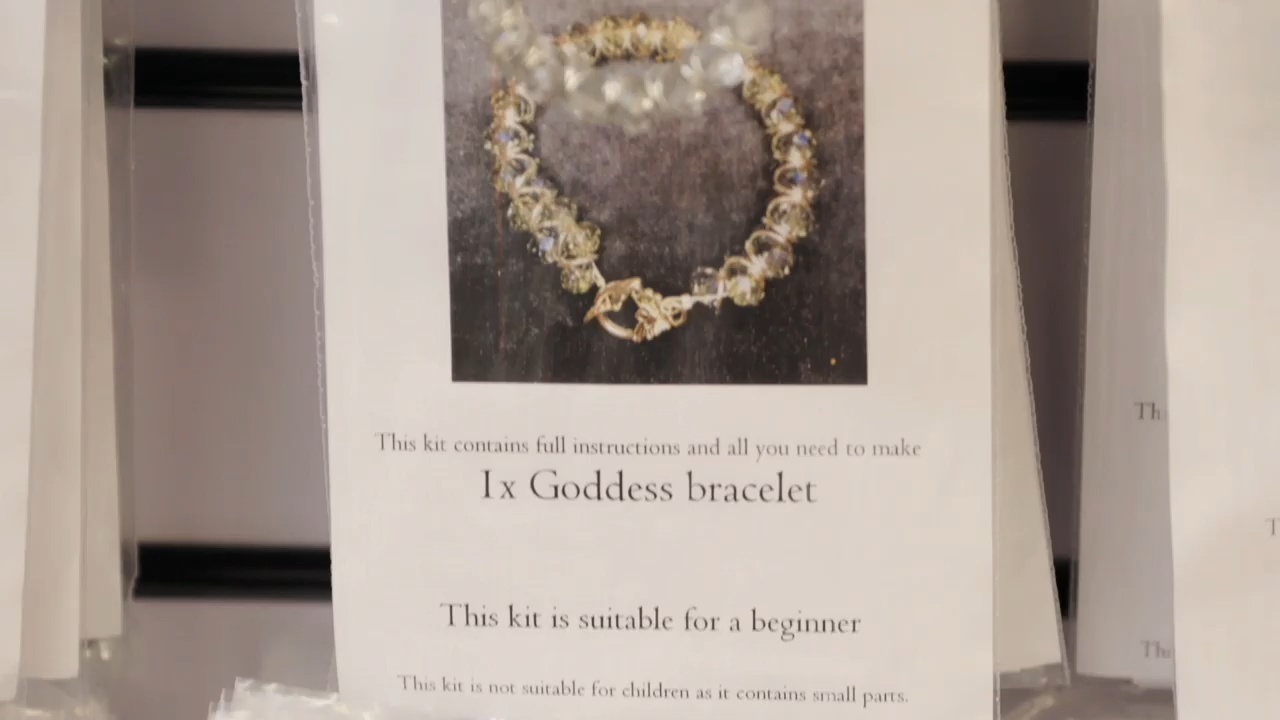 This kit contains full instructions and all you need to make
1x Goddess bracelet
This kit is suitable for a beginner
This kit is not suitable for children as it contains small parts.